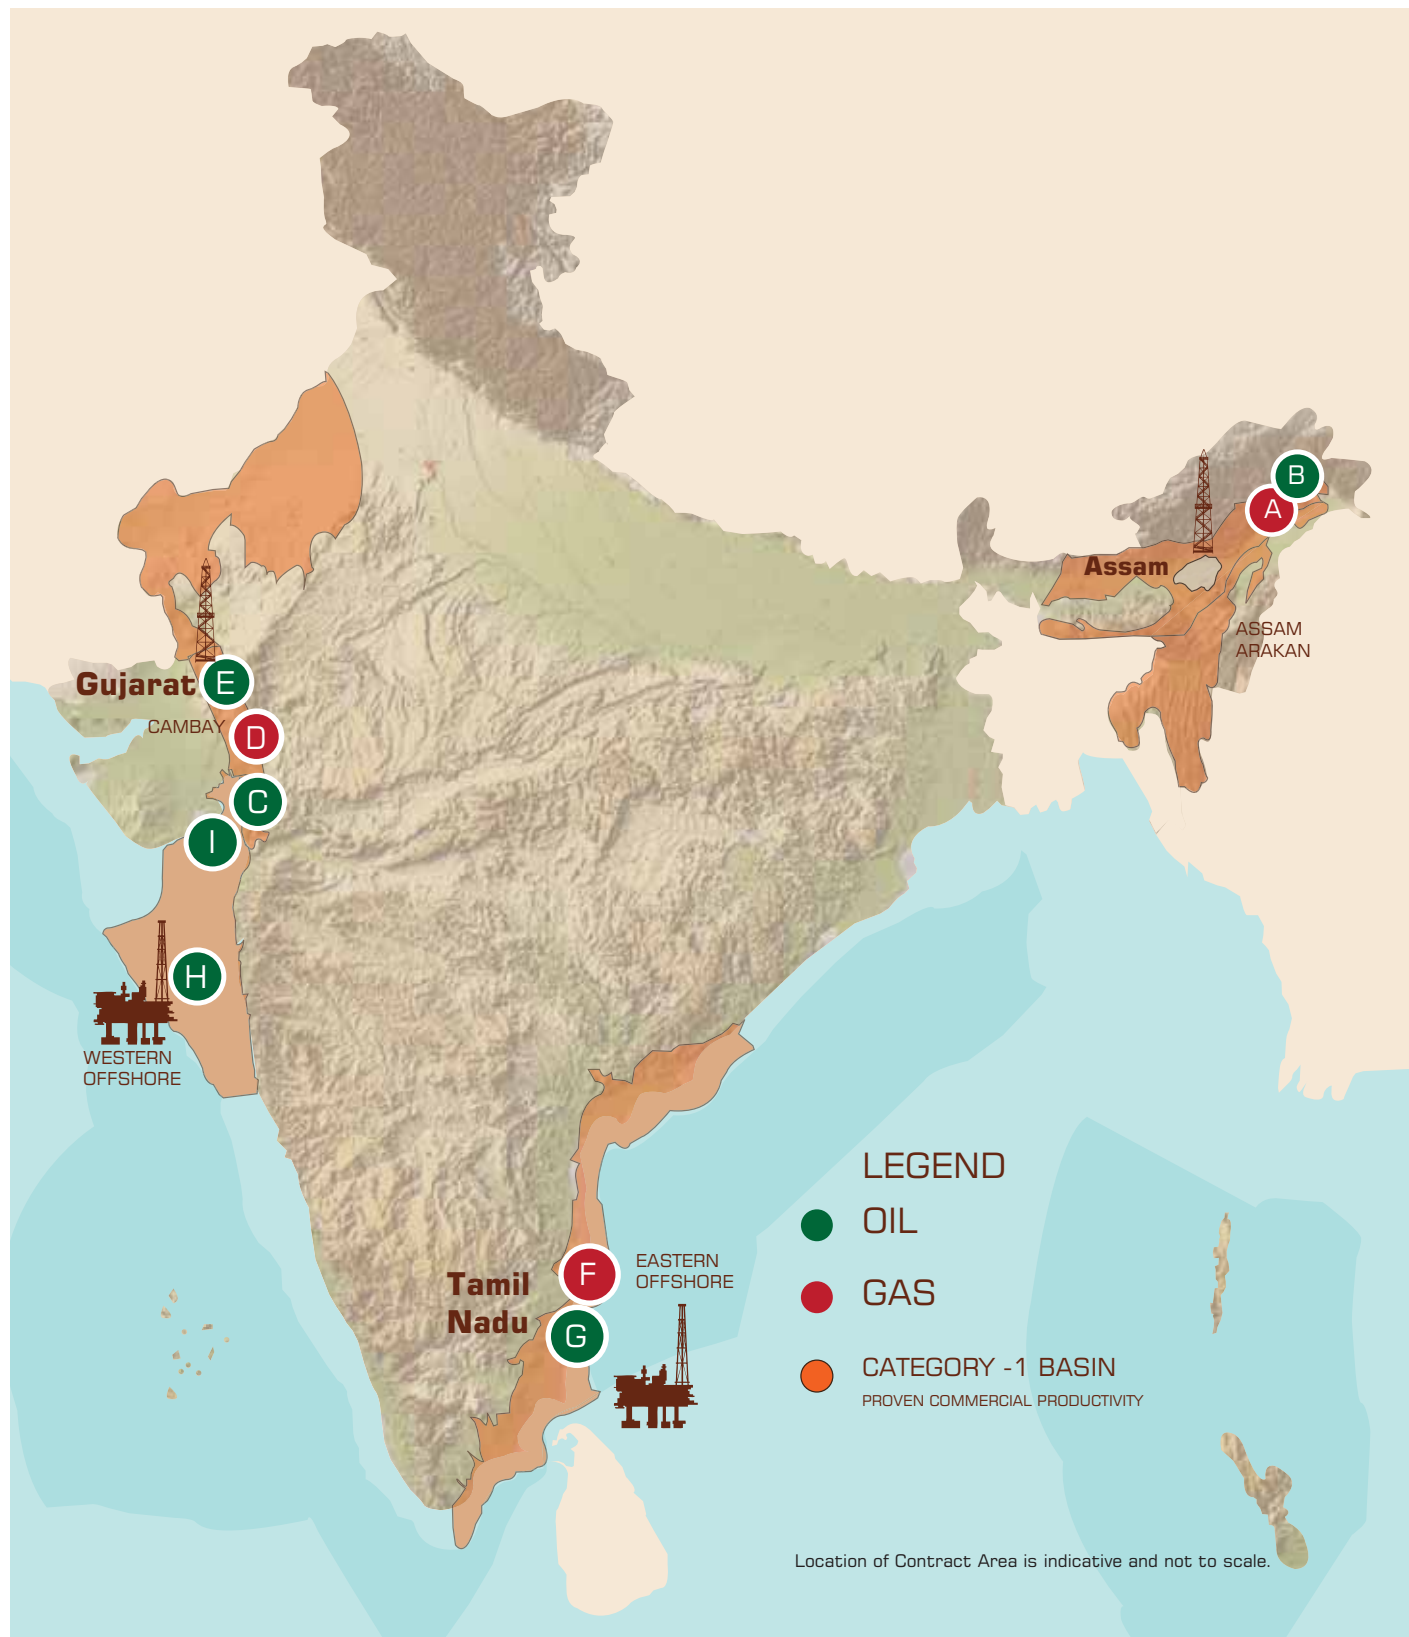 B
A
Assam
ASSAM
ARAKAN
Gujarat
E
CAMBAY
D
C
I
H
WESTERN
OFFSHORE
LEGEND
OIL
GAS
CATEGORY -1 BASIN
PROVEN COMMERCIAL PRODUCTIVITY
F
EASTERN
OFFSHORE
Tamil
Nadu
G
Location of Contract Area is indicative and not to scale.